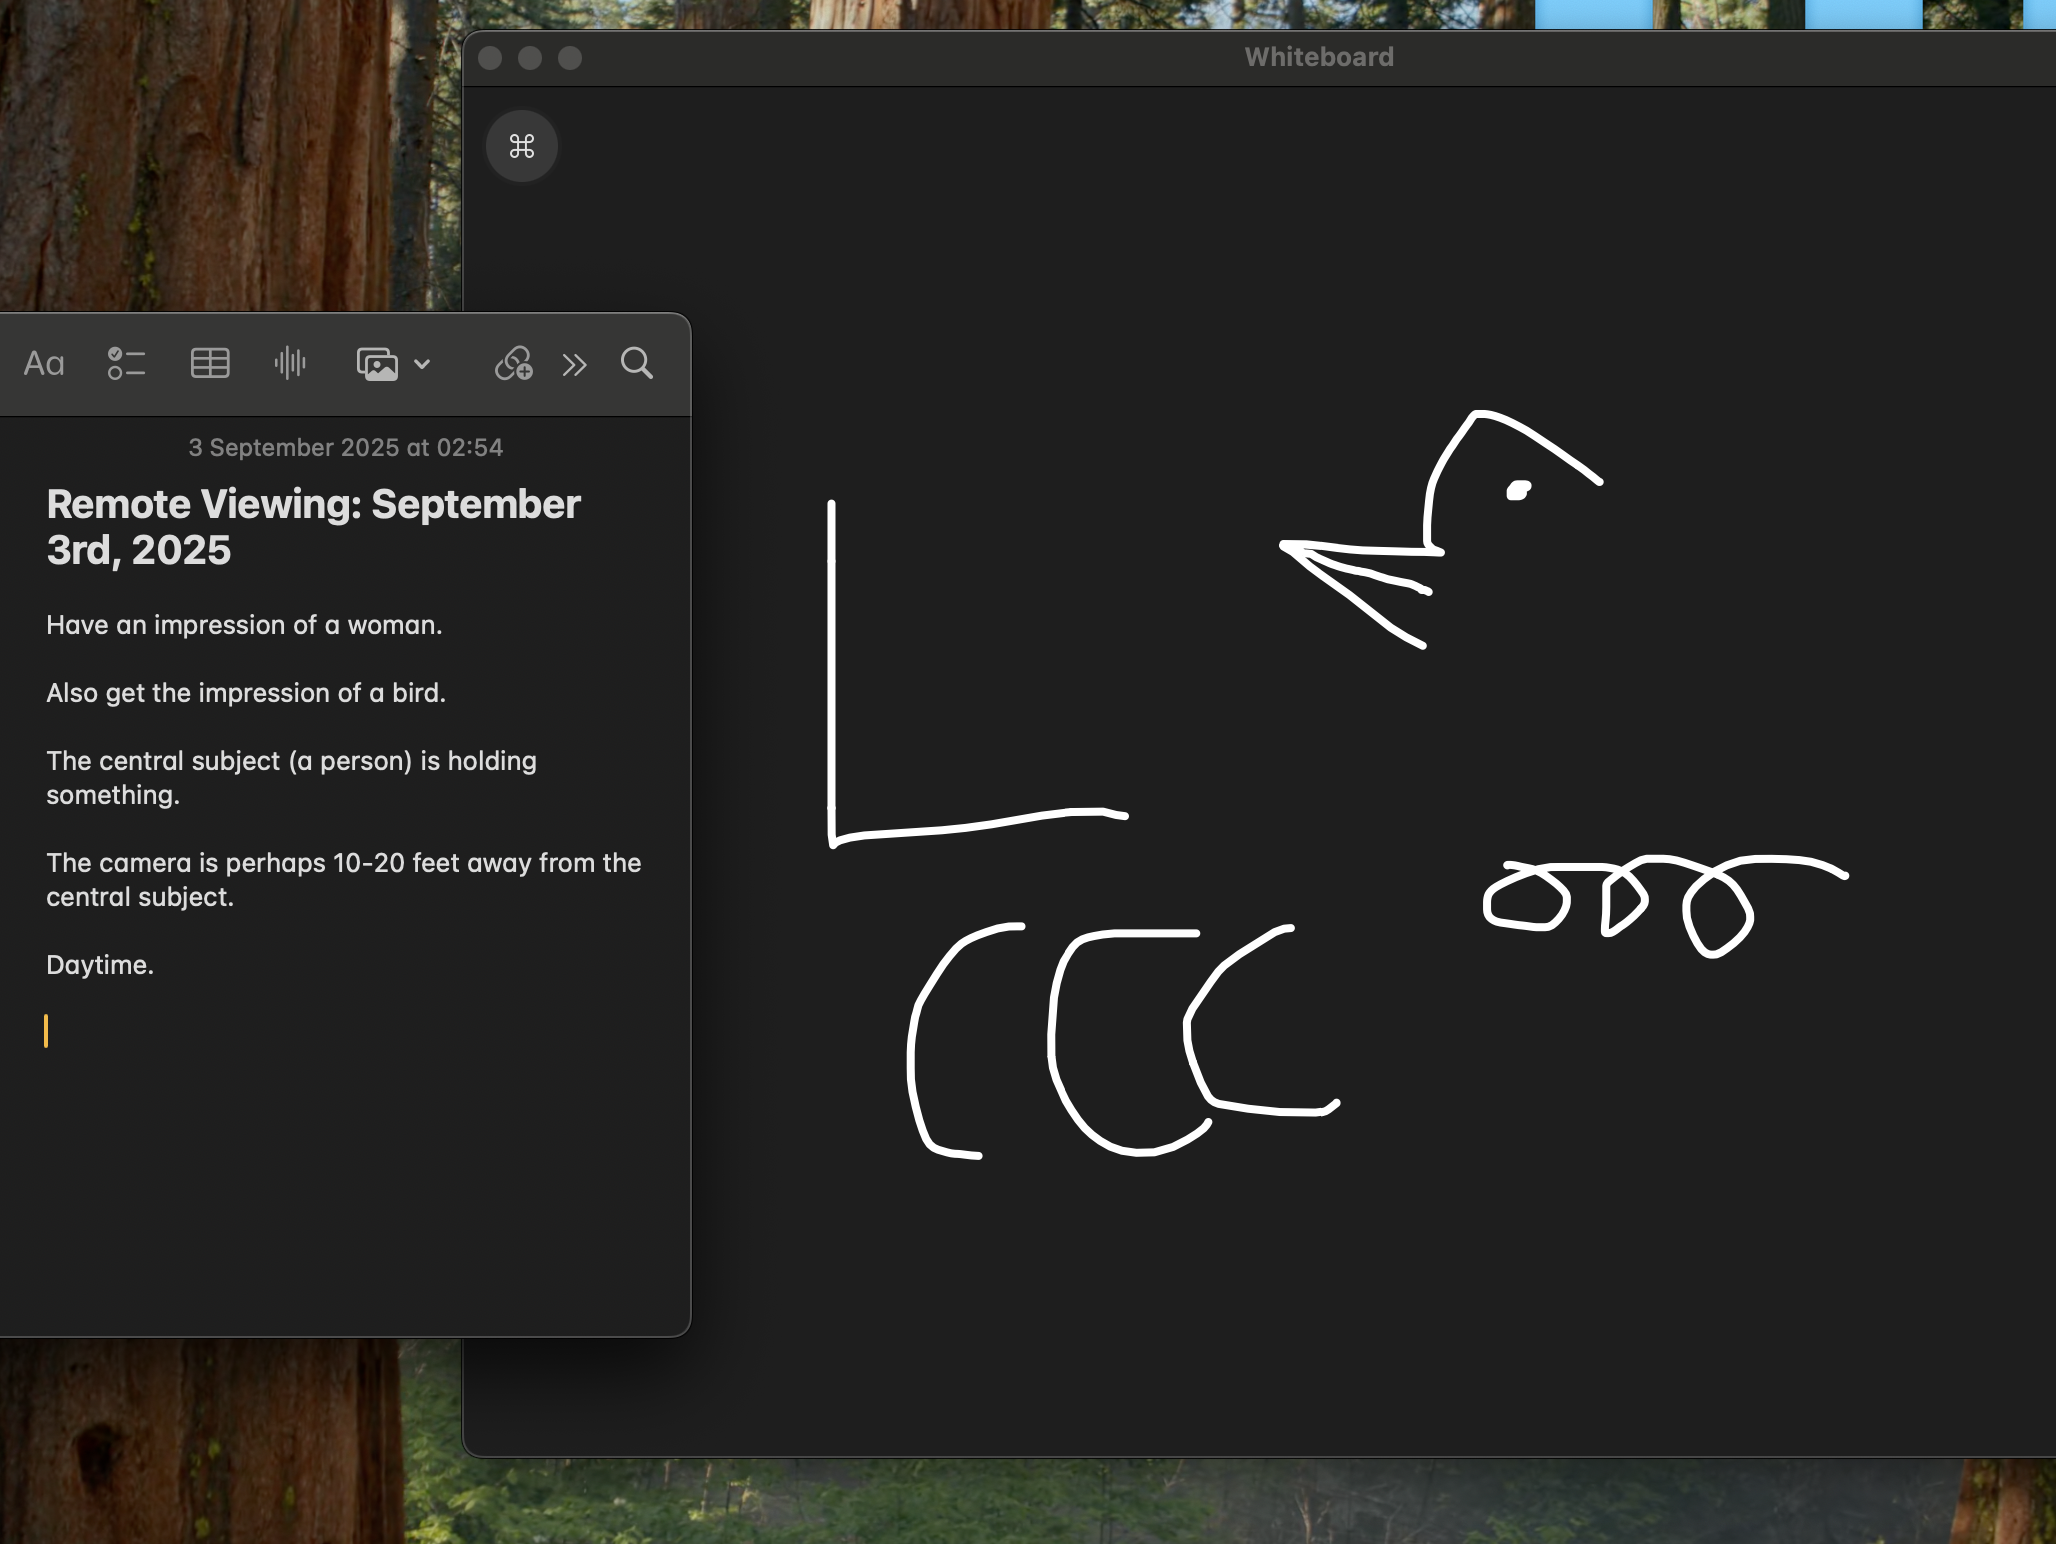 Whiteboard
⌘
Aa
3 September 2025 at 02:54
Remote Viewing: September
3rd, 2025
Have an impression of a woman.
Also get the impression of a bird.
The central subject (a person) is holding
something.
The camera is perhaps 10-20 feet away from the
central subject.
Daytime.